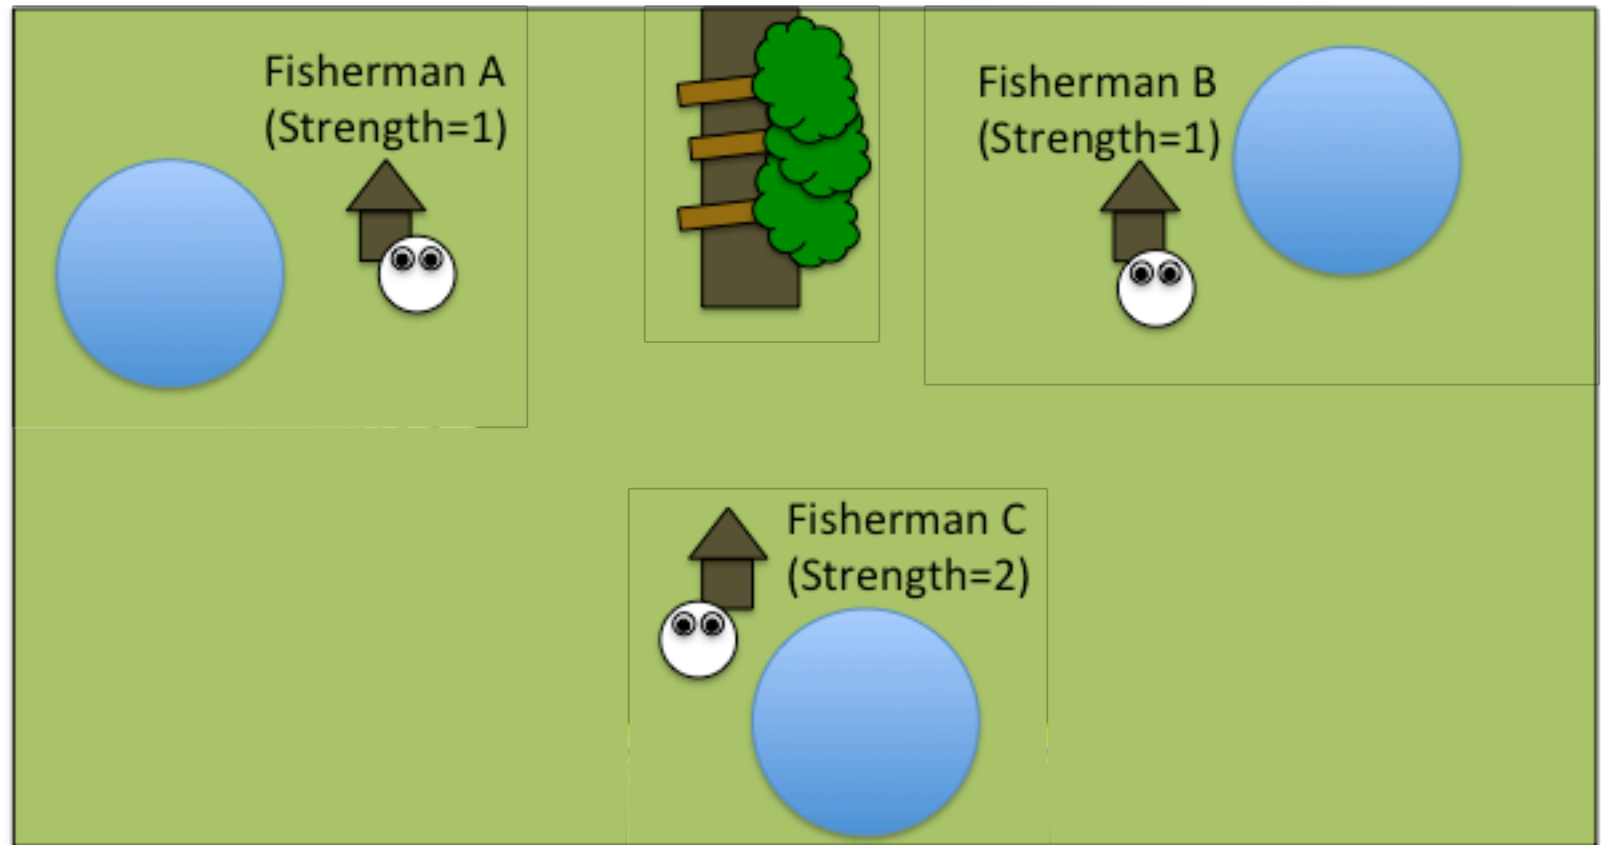 Fisherman A
(Strength=1)
Fisherman B
(Strength=1)
Fisherman C
(Strength=2)